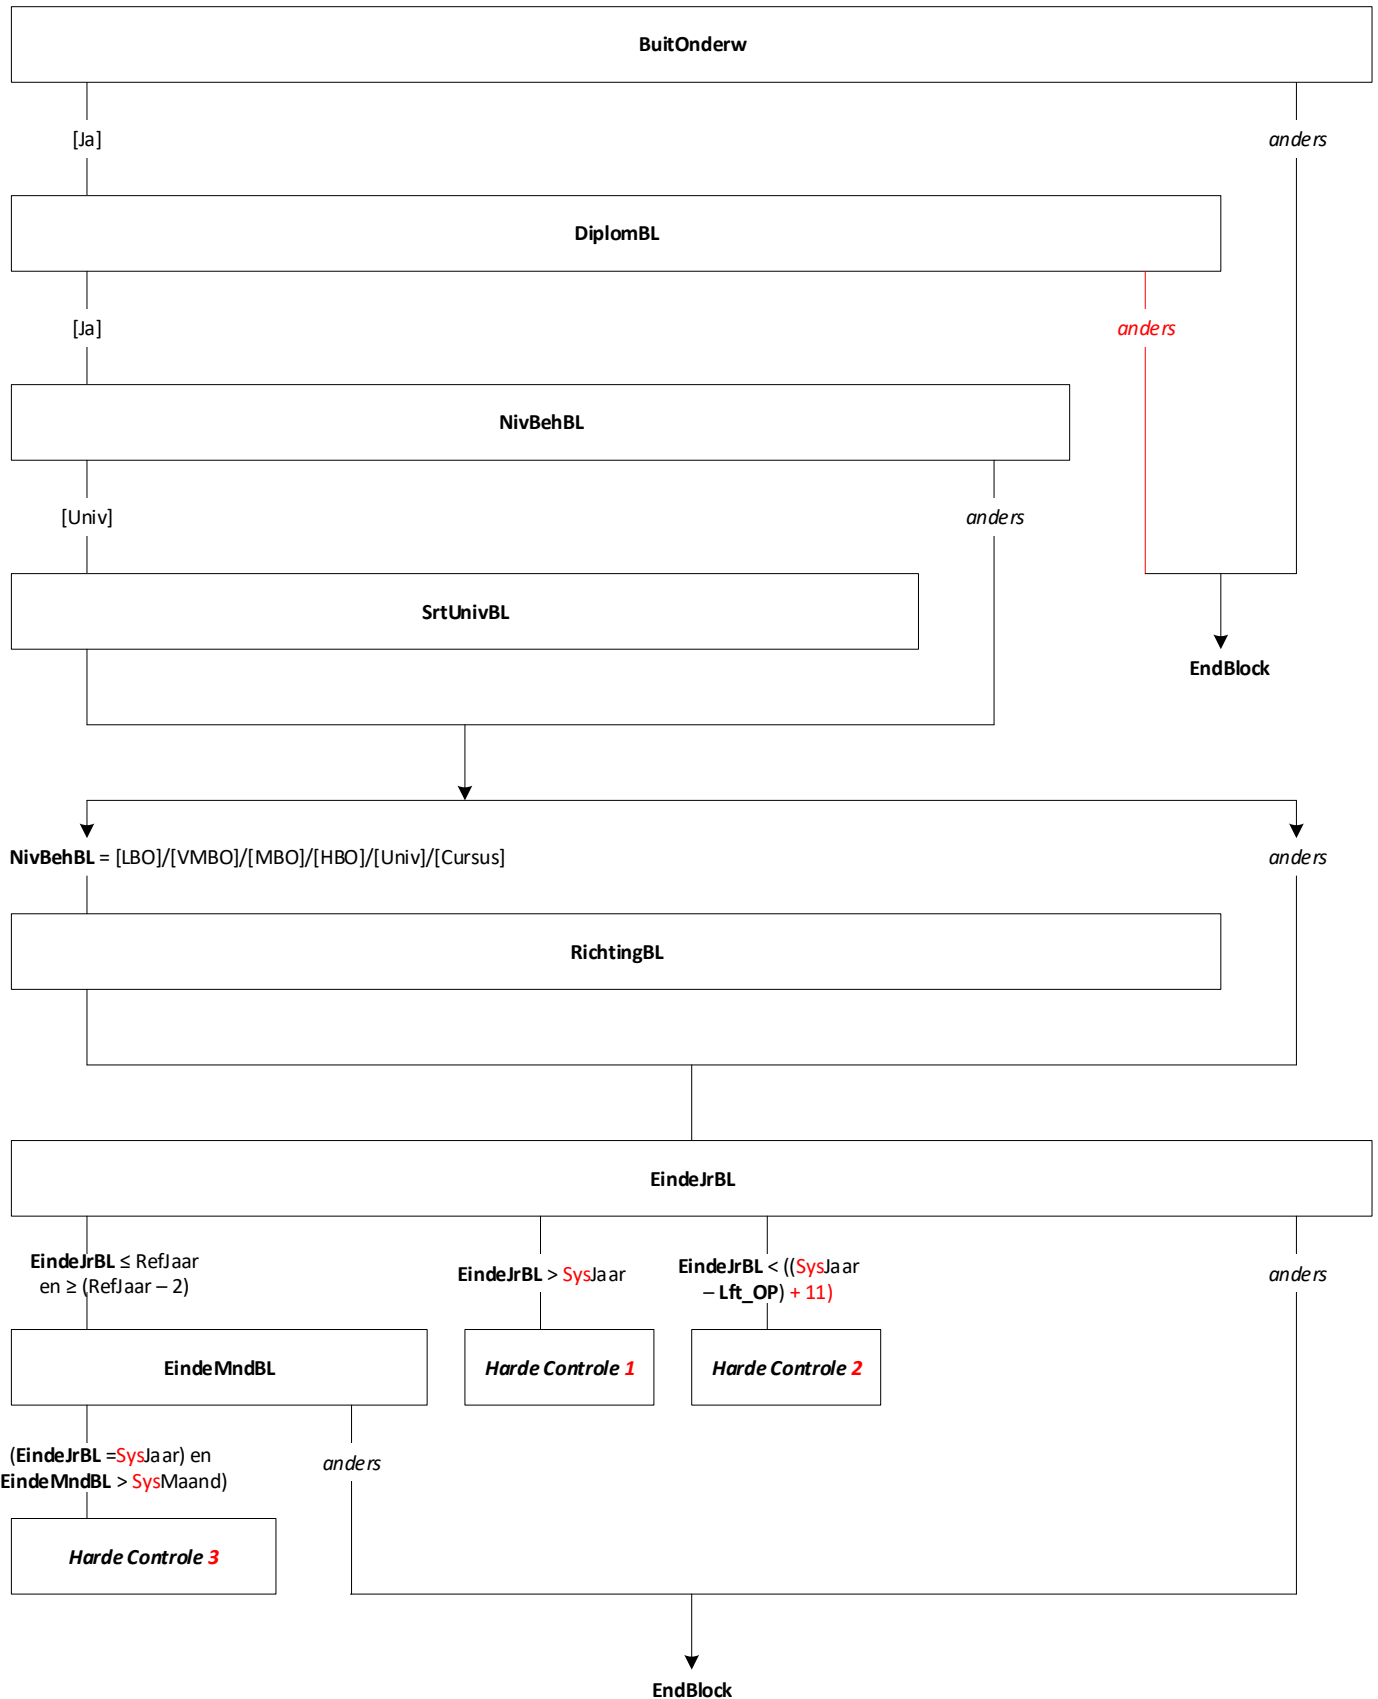 BuitOnderw
[Ja]
anders
DiplomBL
[Ja]
anders
NivBehBL
[Univ]
anders
SrtUnivBL
EndBlock
NivBehBL = [LBO]/[VMBO]/[MBO]/[HBO]/[Univ]/[Cursus]
anders
RichtingBL
EindeJrBL
EindeJrBL ≤ RefJaar
en ≥ (RefJaar – 2)
EindeJrBL > SysJaar
EindeJrBL < ((SysJaar
– Lft_OP) + 11)
anders
EindeMndBL
Harde Controle 1
Harde Controle 2
(EindeJrBL =SysJaar) en
EindeMndBL > SysMaand)
anders
Harde Controle 3
EndBlock